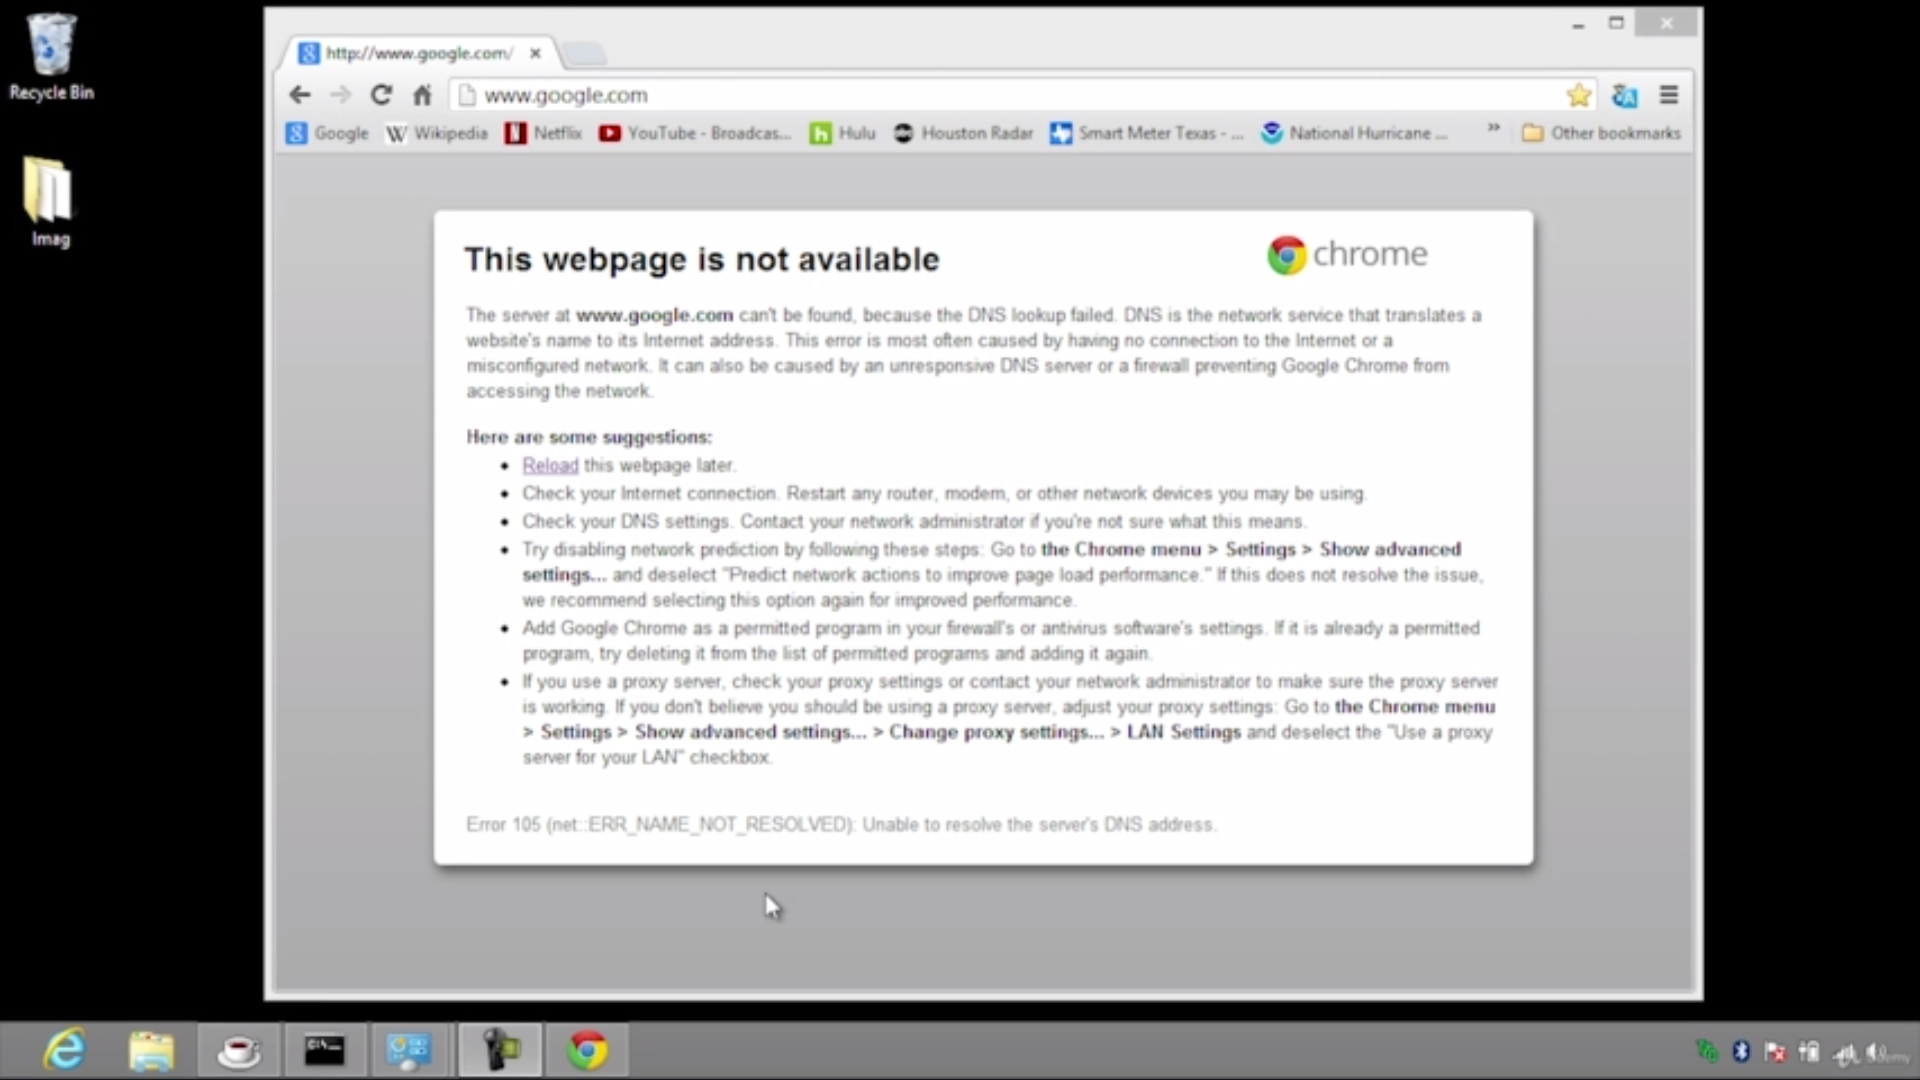 Recycle Bin
Imag
http://www.google.com/
www.google.com
Google Wikipedia Netflix YouTube - Broadcas... Hulu Houston Radar Smart Meter Texas - ... National Hurricane ... » Other bookmarks
This webpage is not available
chrome
The server at www.google.com can't be found, because the DNS lookup failed. DNS is the network service that translates a
website's name to its Internet address. This error is most often caused by having no connection to the Internet or a
misconfigured network. It can also be caused by an unresponsive DNS server or a firewall preventing Google Chrome from
accessing the network.
Here are some suggestions:
• Reload this webpage later.
• Check your Internet connection. Restart any router, modem, or other network devices you may be using.
• Check your DNS settings. Contact your network administrator if you're not sure what this means.
• Try disabling network prediction by following these steps: Go to the Chrome menu > Settings > Show advanced
settings... and deselect "Predict network actions to improve page load performance." If this does not resolve the issue,
we recommend selecting this option again for improved performance.
• Add Google Chrome as a permitted program in your firewall's or antivirus software's settings. If it is already a permitted
program, try deleting it from the list of permitted programs and adding it again.
• If you use a proxy server, check your proxy settings or contact your network administrator to make sure the proxy server
is working. If you don't believe you should be using a proxy server, adjust your proxy settings: Go to the Chrome menu
> Settings > Show advanced settings... > Change proxy settings... > LAN Settings and deselect the "Use a proxy
server for your LAN" checkbox.
Error 105 (net::ERR_NAME_NOT_RESOLVED): Unable to resolve the server's DNS address.